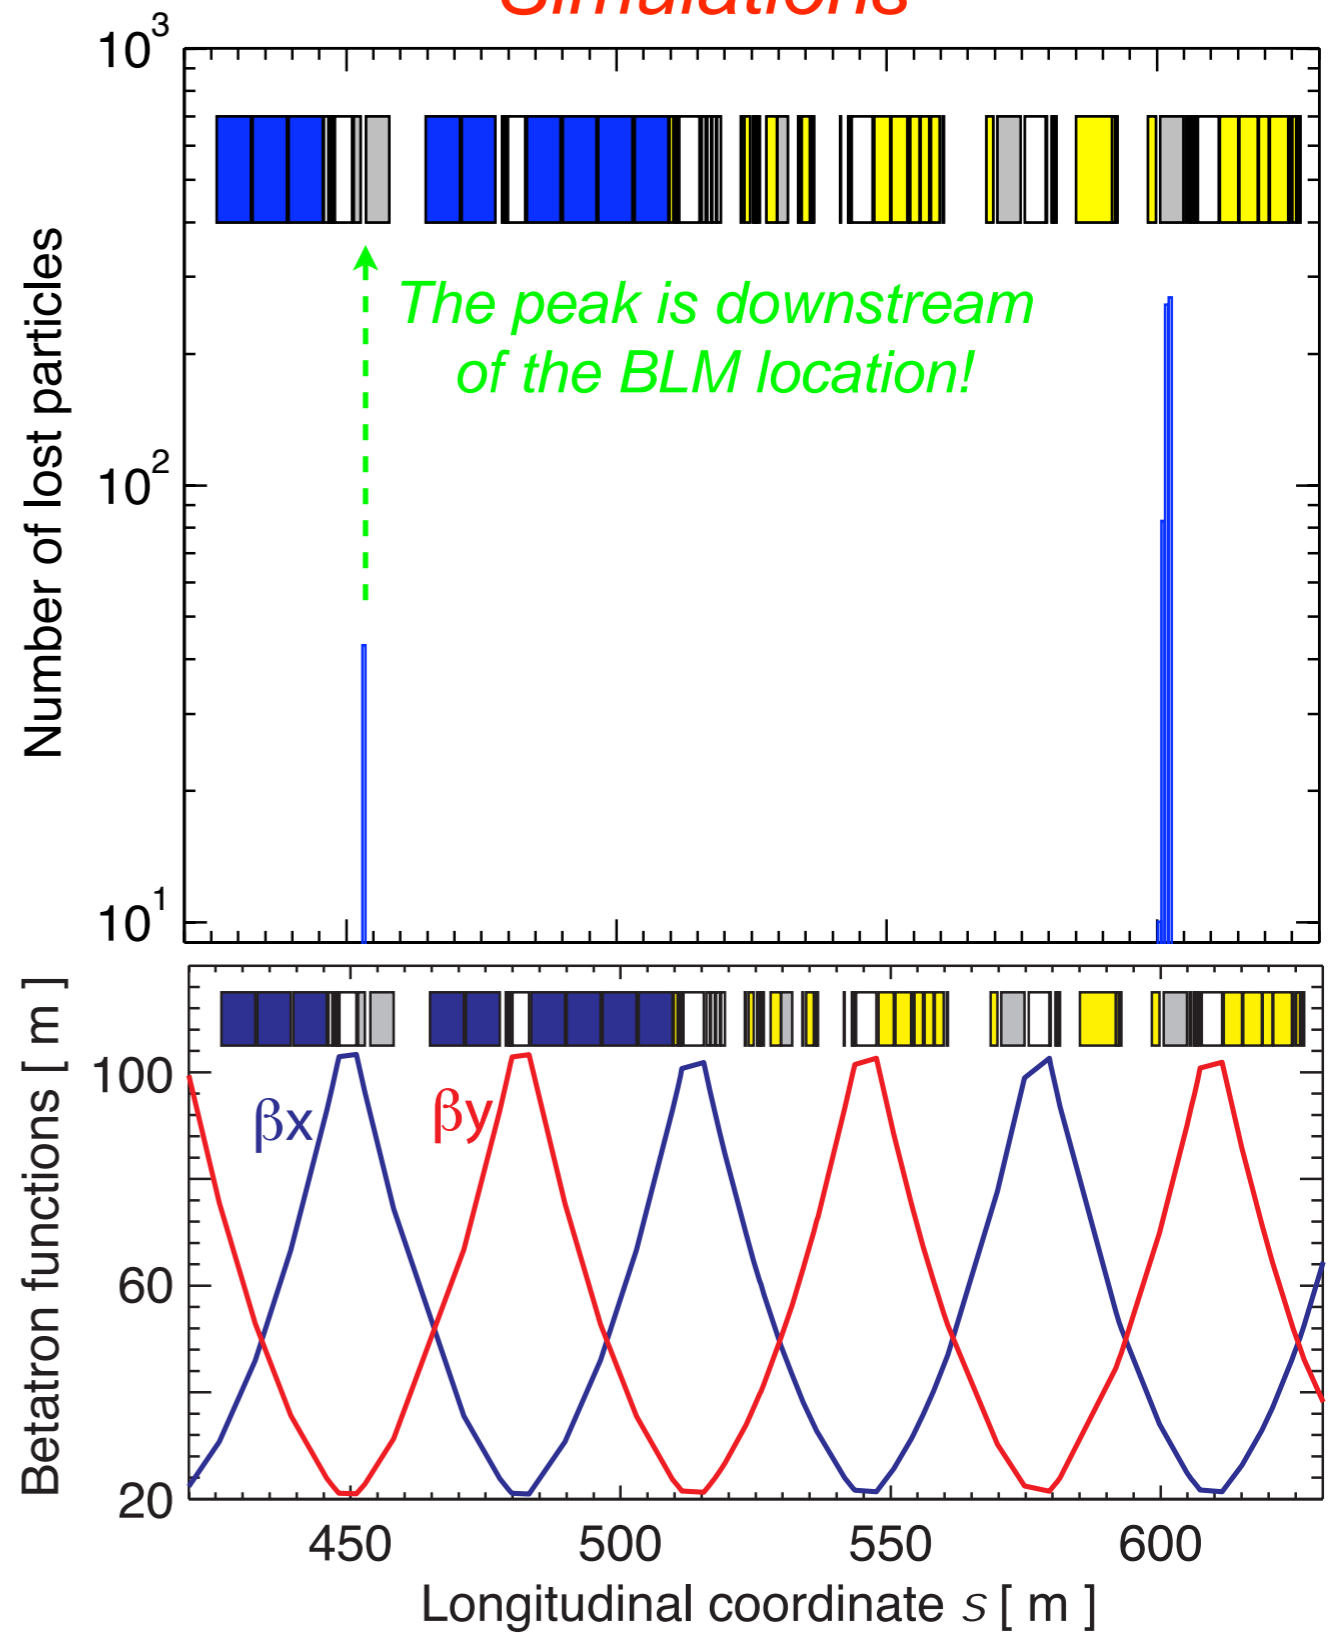 Simulations
10³
Number of lost particles
The peak is downstream
of the BLM location!
10²
10¹
Betatron functions [ m ]
100
βx
βy
60
20
450 500 550 600
Longitudinal coordinate s [ m ]